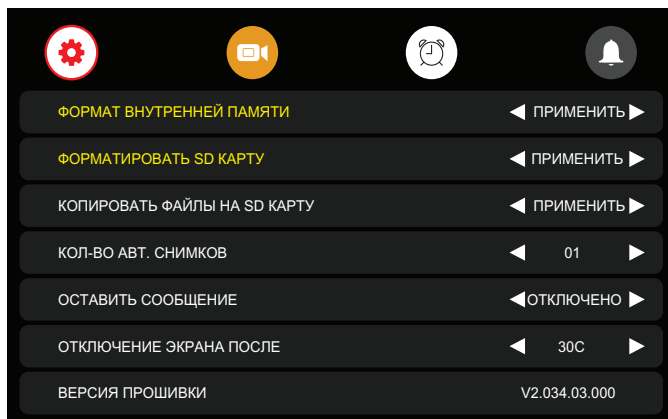 ФОРМАТ ВНУТРЕННЕЙ ПАМЯТИ ПРИМЕНИТЬ
ФОРМАТИРОВАТЬ SD КАРТУ ПРИМЕНИТЬ
КОПИРОВАТЬ ФАЙЛЫ НА SD КАРТУ ПРИМЕНИТЬ
КОЛ-ВО АВТ. СНИМКОВ 01
ОСТАВИТЬ СООБЩЕНИЕ ОТКЛЮЧЕНО
ОТКЛЮЧЕНИЕ ЭКРАНА ПОСЛЕ 30С
ВЕРСИЯ ПРОШИВКИ V2.034.03.000